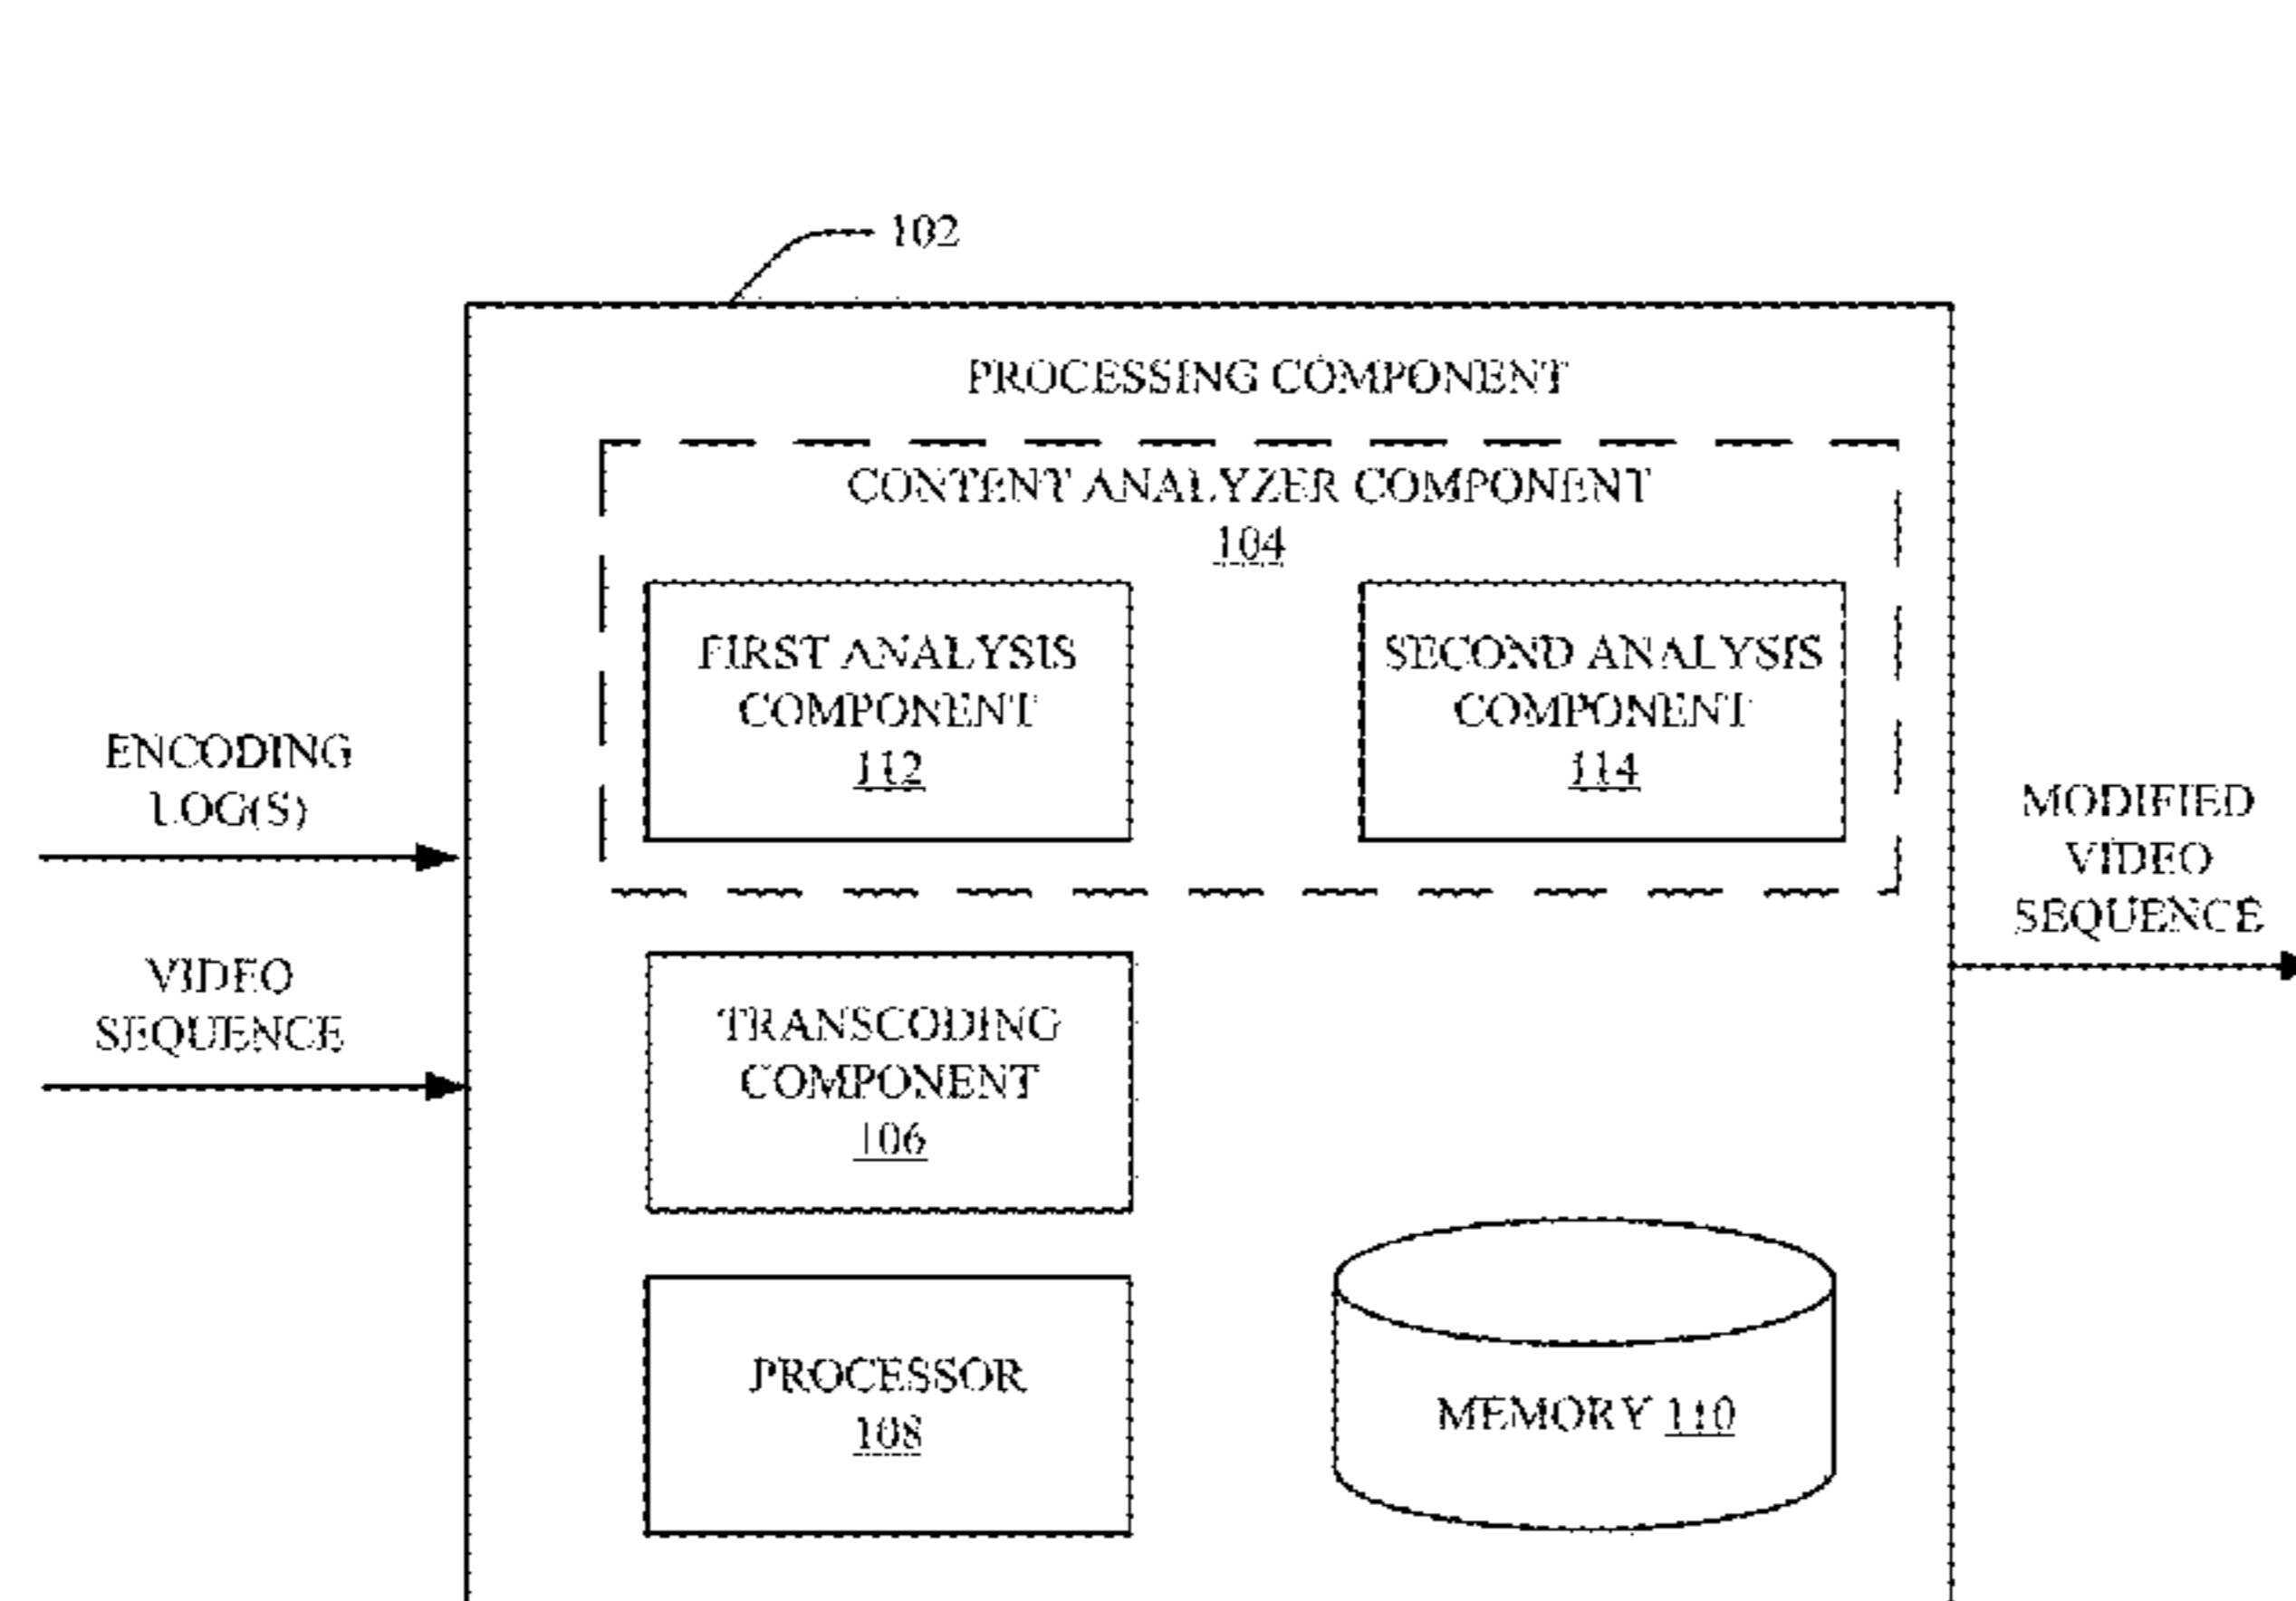 102
PROCESSING COMPONENT
CONTENT ANALYZER COMPONENT
104
FIRST ANALYSIS
COMPONENT
112
SECOND ANALYSIS
COMPONENT
114
ENCODING
LOG(S)
VIDEO
SEQUENCE
MODIFIED
VIDEO
SEQUENCE
TRANSCODING
COMPONENT
106
PROCESSOR
108
MEMORY 110